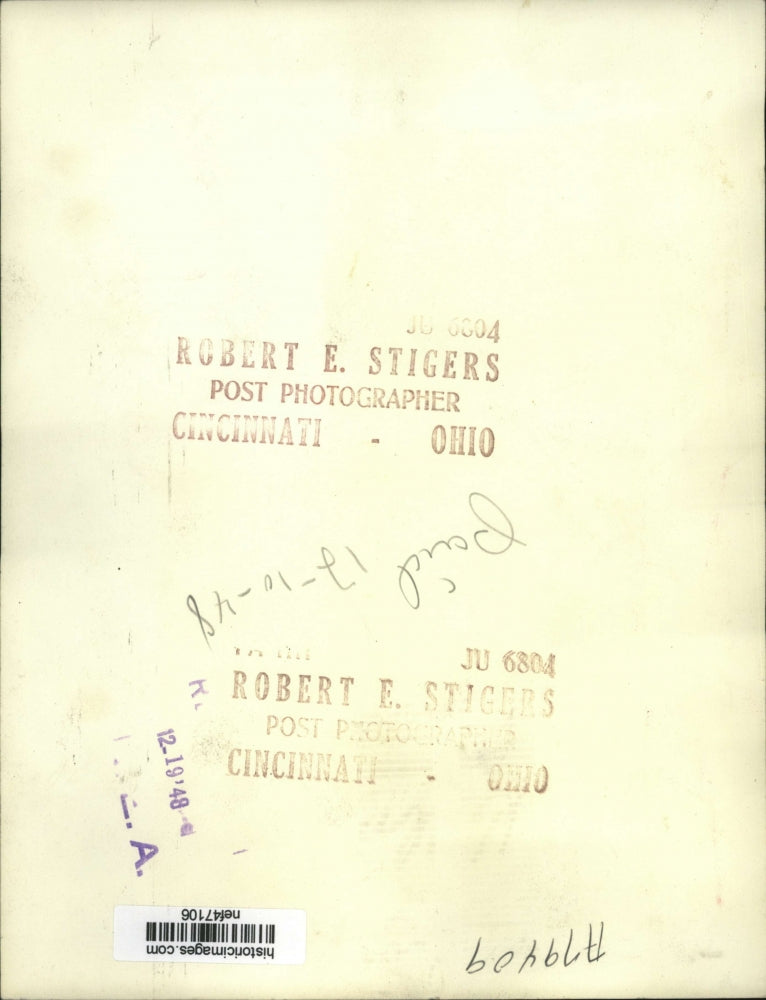 JU 6804
ROBERT E. STIGERS
POST PHOTOGRAPHER
CINCINNATI - OHIO
Paid 12-10-48
JU 6804
ROBERT E. STIGERS
POST PHOTOGRAPHER
CINCINNATI - OHIO
12-19'48
A.
historicimages.com
nef47106
A79409